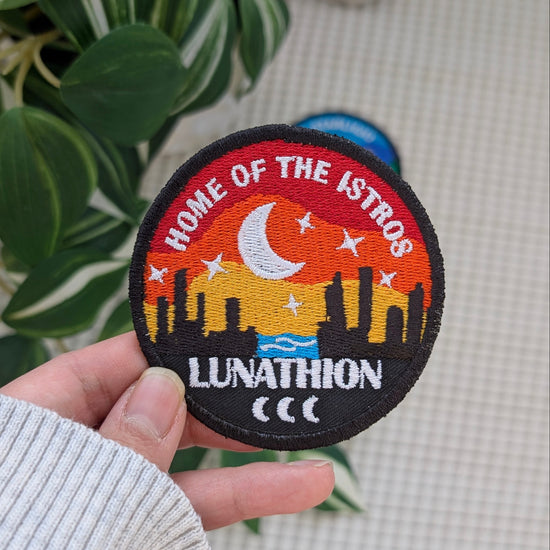 HOME OF THE ISTROS
LUNATHION